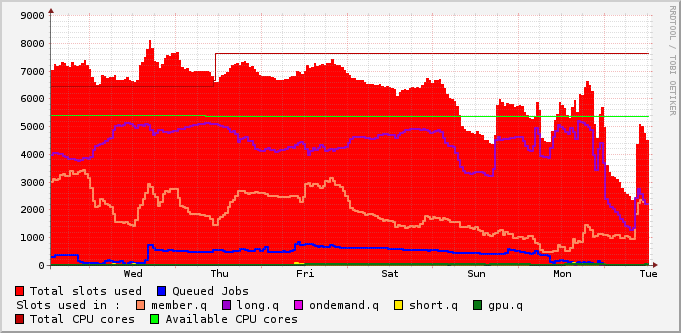 9000
8000
7000
6000
5000
4000
3000
2000
1000
0
Wed Thu Fri Sat Sun Mon Tue
RRDTOOL / TOBI OETIKER
Total slots used Queued Jobs
Slots used in : member.q long.q ondemand.q short.q gpu.q
Total CPU cores Available CPU cores